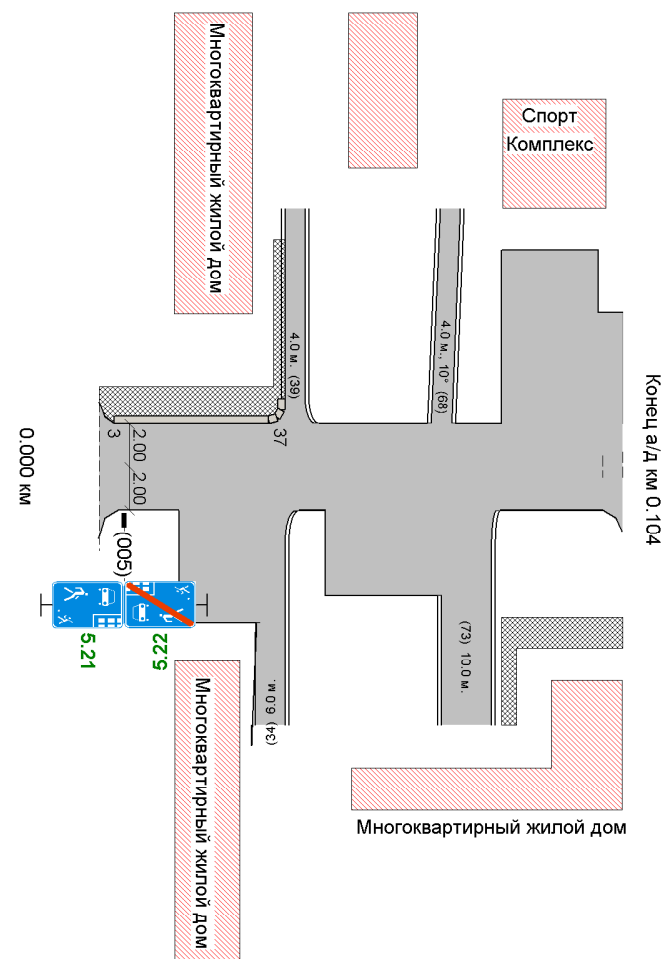 Многоквартирный жилой дом
Спорт
Комплекс
4.0 м. (39)
4.0 м., 10° (68)
Конец а/д км 0.104
0.000 км
3
2.00
2.00
37
(005)
5.21
5.22
(34) 6.0 м.
(73) 10.0 м.
Многоквартирный жилой дом
Многоквартирный жилой дом